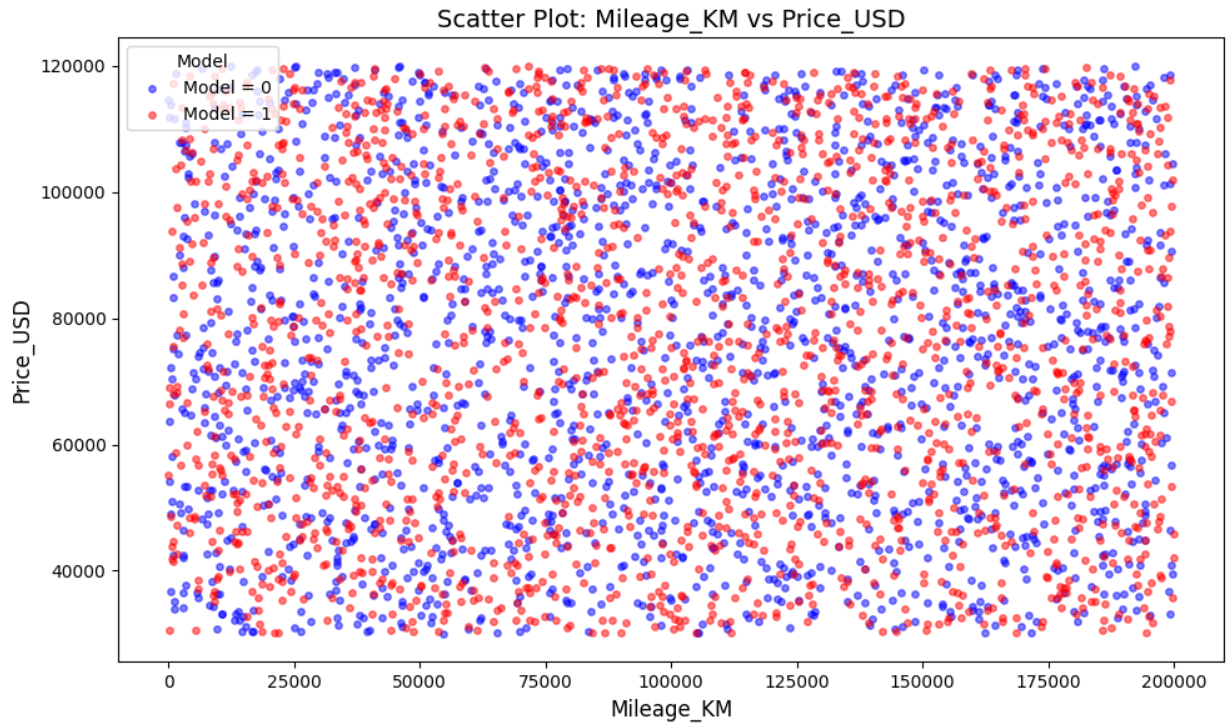 Scatter Plot: Mileage_KM vs Price_USD
Model
Model = 0
Model = 1
Price_USD
120000
100000
80000
60000
40000
0 25000 50000 75000 100000 125000 150000 175000 200000
Mileage_KM